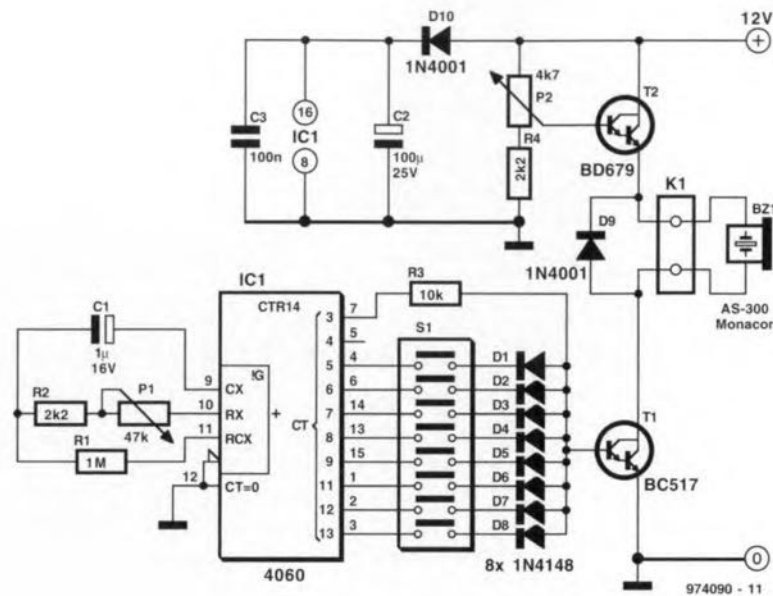 D10
12V
1N4001
+
4k7
P2
T2
C3
16
C2
IC1
8
100n
100µ
25V
R4
2k2
BD679
K1
BZ1
D9
1N4001
AS-300
Monacor
IC1
R3
10k
CTR14
C1
1µ
16V
!G
+
R2
2k2
P1
47k
R1
1M
9 CX
10 RX
11 RCX
12 CT=0
CT
3 7
4 5
5 4
6 6
7 14
8 13
9 15
11 1
12 2
13 3
S1
D1
D2
D3
D4
D5
D6
D7
D8
T1
BC517
4060
8x 1N4148
0
974090 - 11